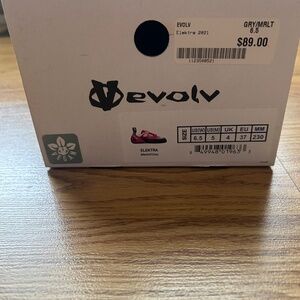 EVOLV
Elektra 2021
GRY/MRLT
6.5
$89.00
evolv
SIZE
US(W) US(M) UK EU MM
6.5 5 4 37 230
ELEKTRA